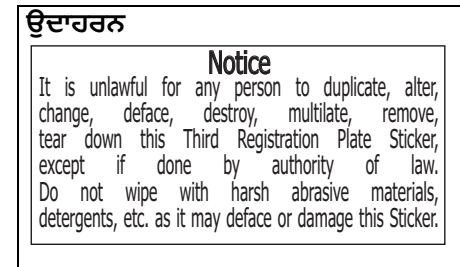 ਉਦਾਹਰਨ
Notice
It is unlawful for any person to duplicate, alter,
change, deface, destroy, multilate, remove,
tear down this Third Registration Plate Sticker,
except if done by authority of law.
Do not wipe with harsh abrasive materials,
detergents, etc. as it may deface or damage this Sticker.